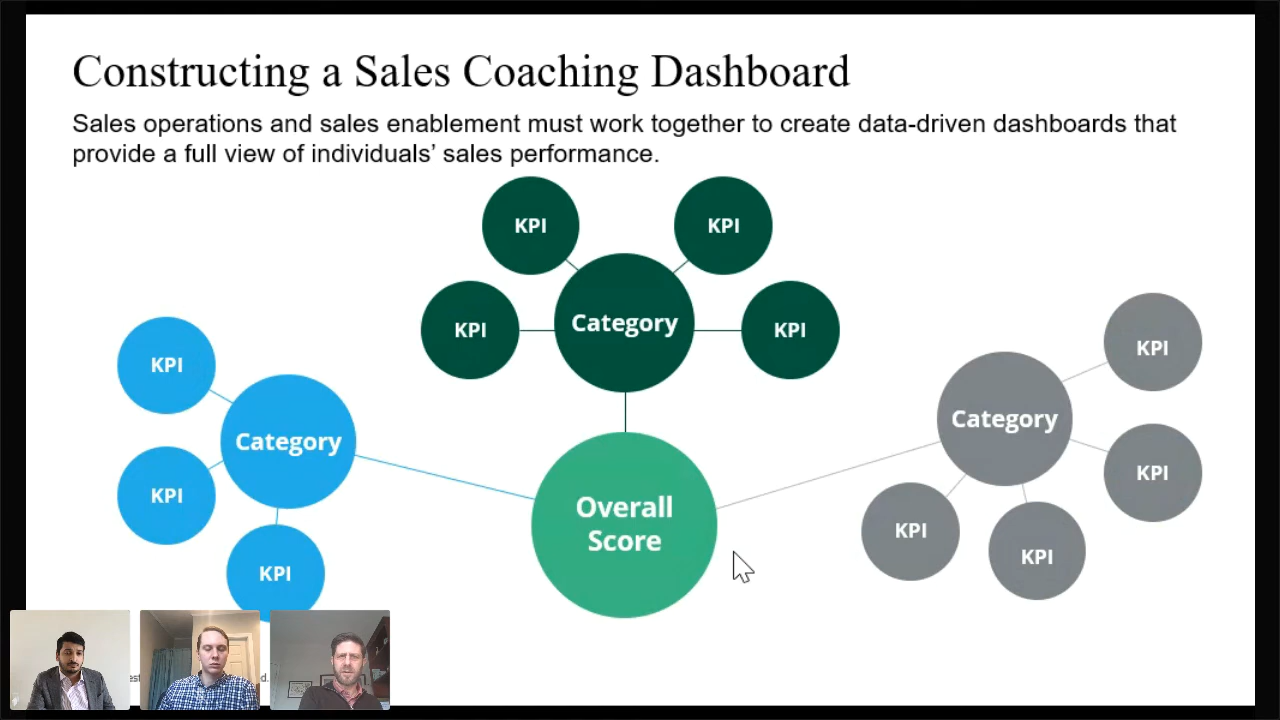 Constructing a Sales Coaching Dashboard
Sales operations and sales enablement must work together to create data-driven dashboards that
provide a full view of individuals’ sales performance.
KPI
KPI
KPI
Category
KPI
KPI
KPI
Category
Category
KPI
KPI
Overall
Score
KPI
KPI
KPI